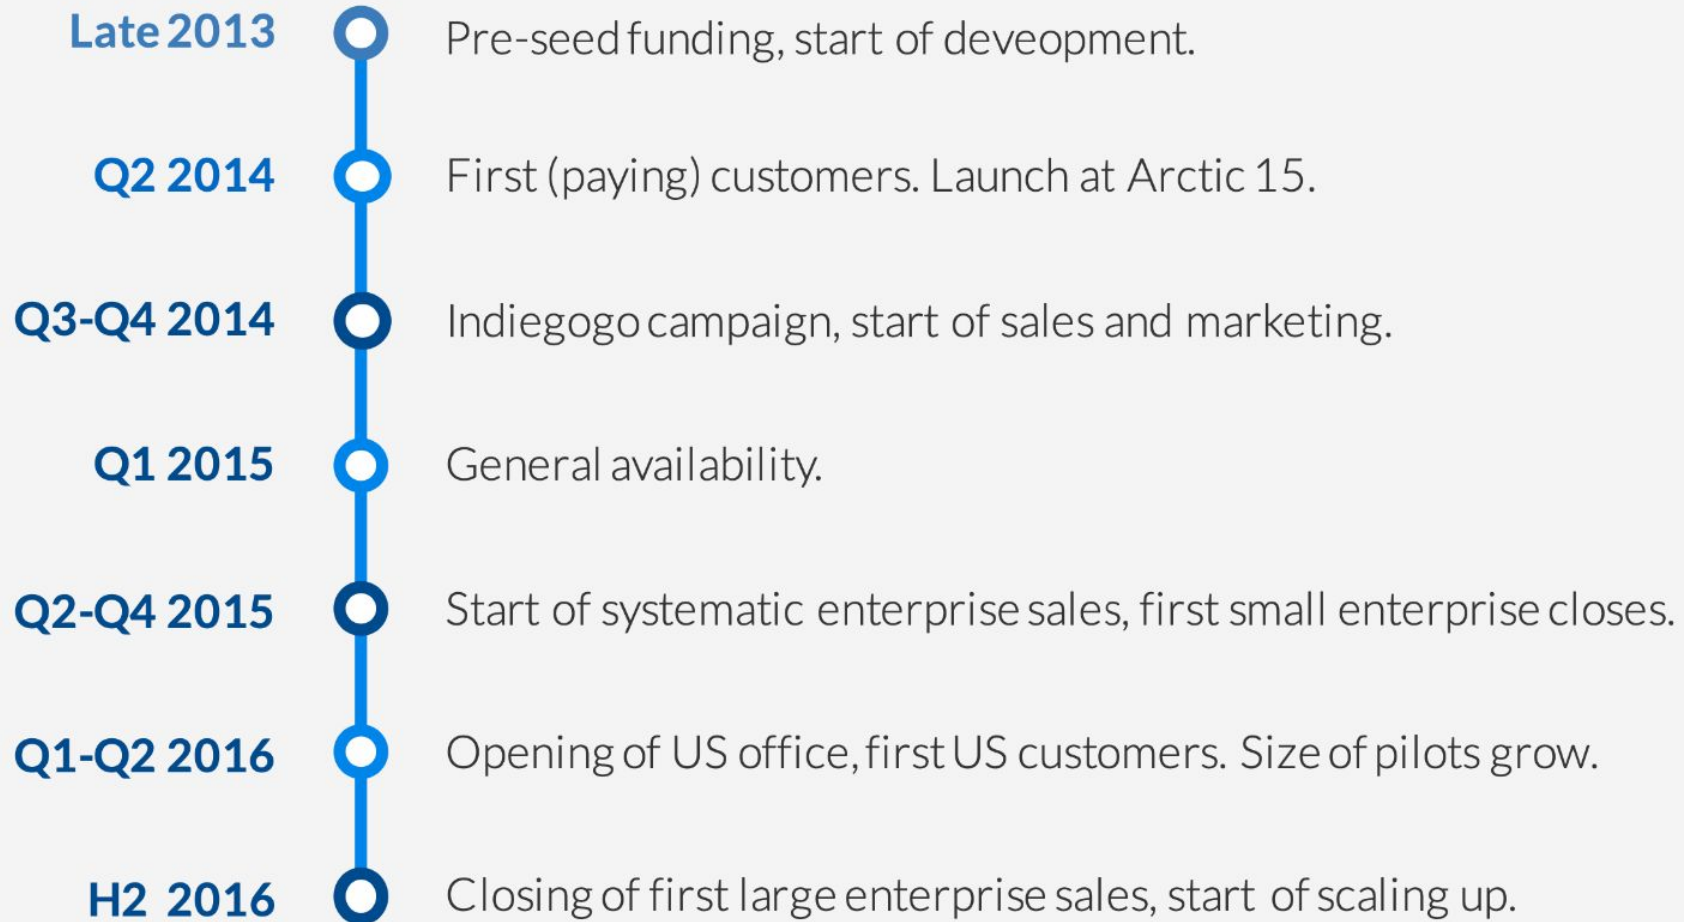 Late 2013 Pre-seed funding, start of deveopment.
Q2 2014 First (paying) customers. Launch at Arctic 15.
Q3-Q4 2014 Indiegogo campaign, start of sales and marketing.
Q1 2015 General availability.
Q2-Q4 2015 Start of systematic enterprise sales, first small enterprise closes.
Q1-Q2 2016 Opening of US office, first US customers. Size of pilots grow.
H2 2016 Closing of first large enterprise sales, start of scaling up.